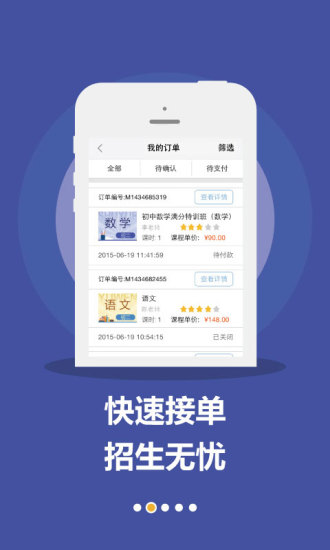 我的订单
筛选
全部
待确认
待支付
订单编号:M1434685319
查看详情
数学
初二
初中数学满分特训班（数学）
李老师
课时: 1
课程单价: ¥90.00
2015-06-19 11:41:59
待付款
订单编号:M1434682455
查看详情
语文
初二
语文
课时: 1
课程单价: ¥148.00
2015-06-19 10:54:15
已关闭
快速接单
招生无忧